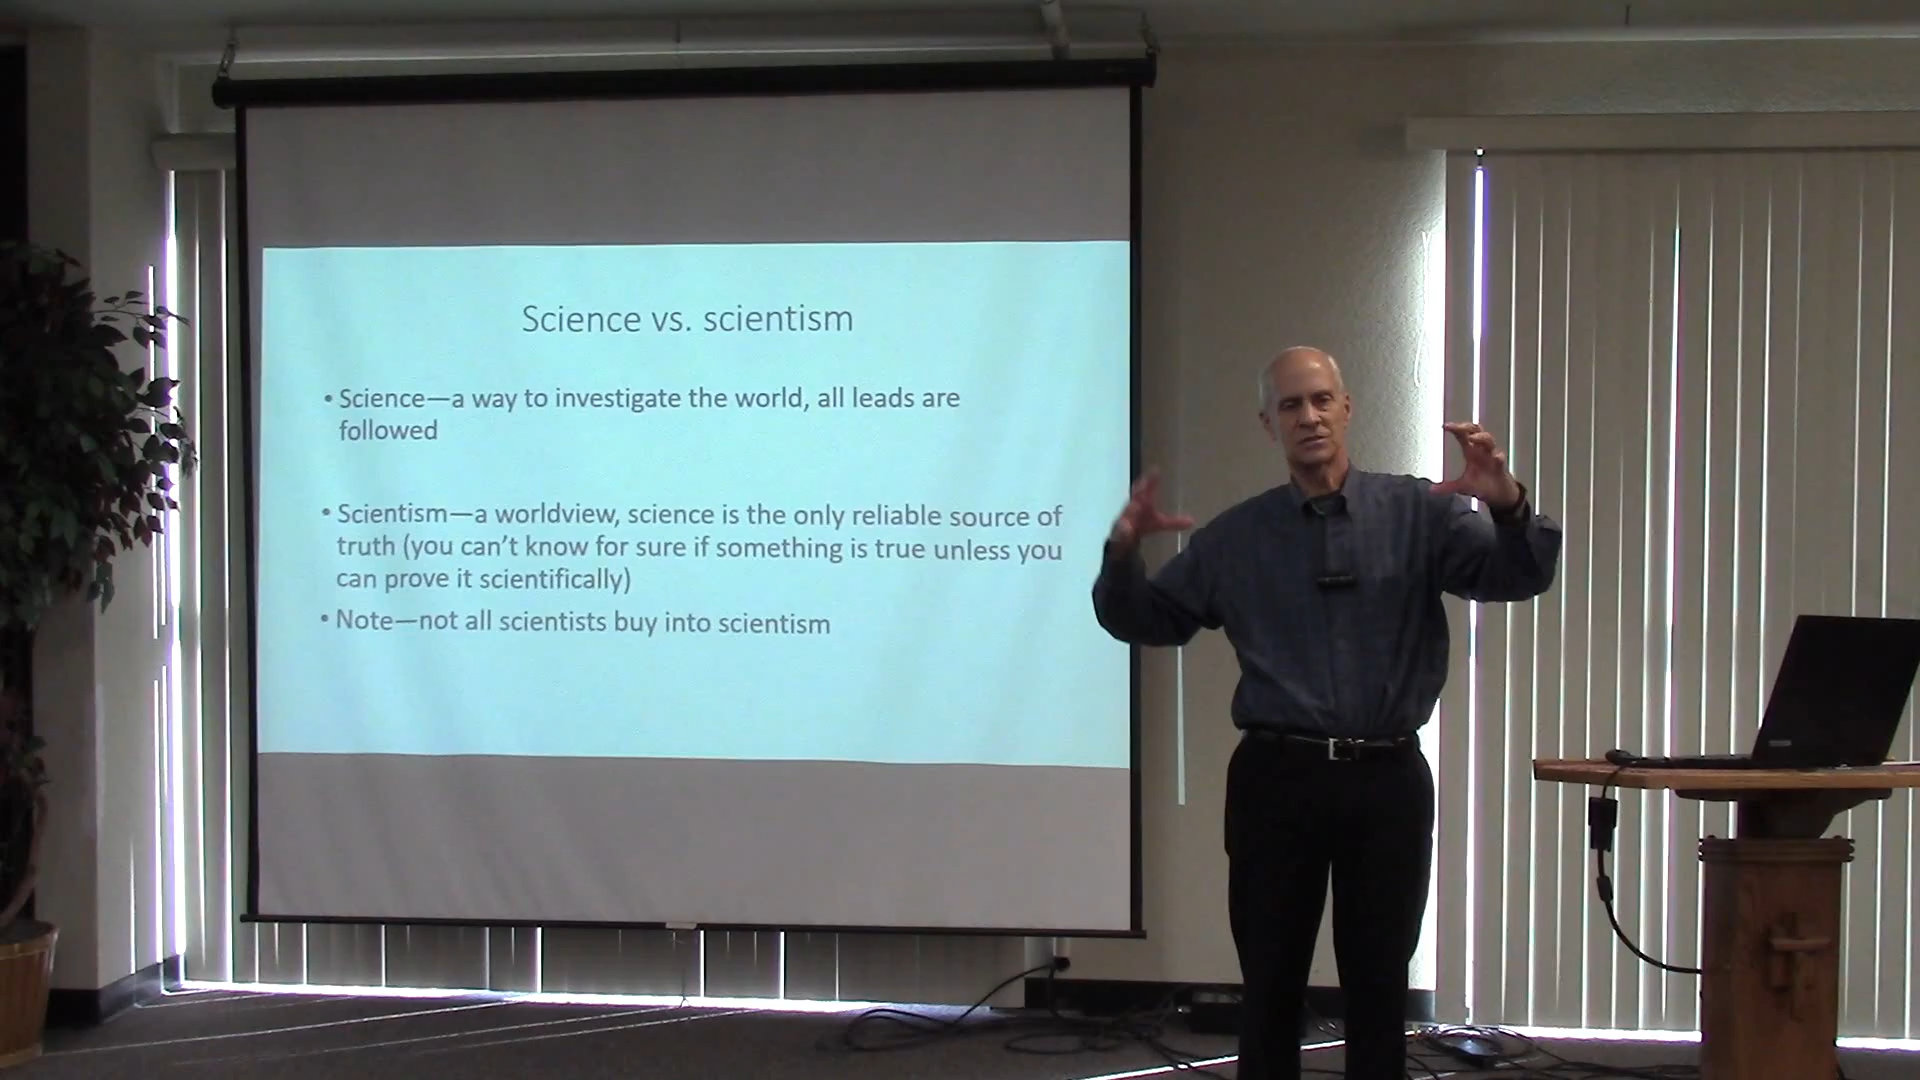 Science vs. scientism
• Science—a way to investigate the world, all leads are
followed
• Scientism—a worldview, science is the only reliable source of
truth (you can't know for sure if something is true unless you
can prove it scientifically)
• Note—not all scientists buy into scientism